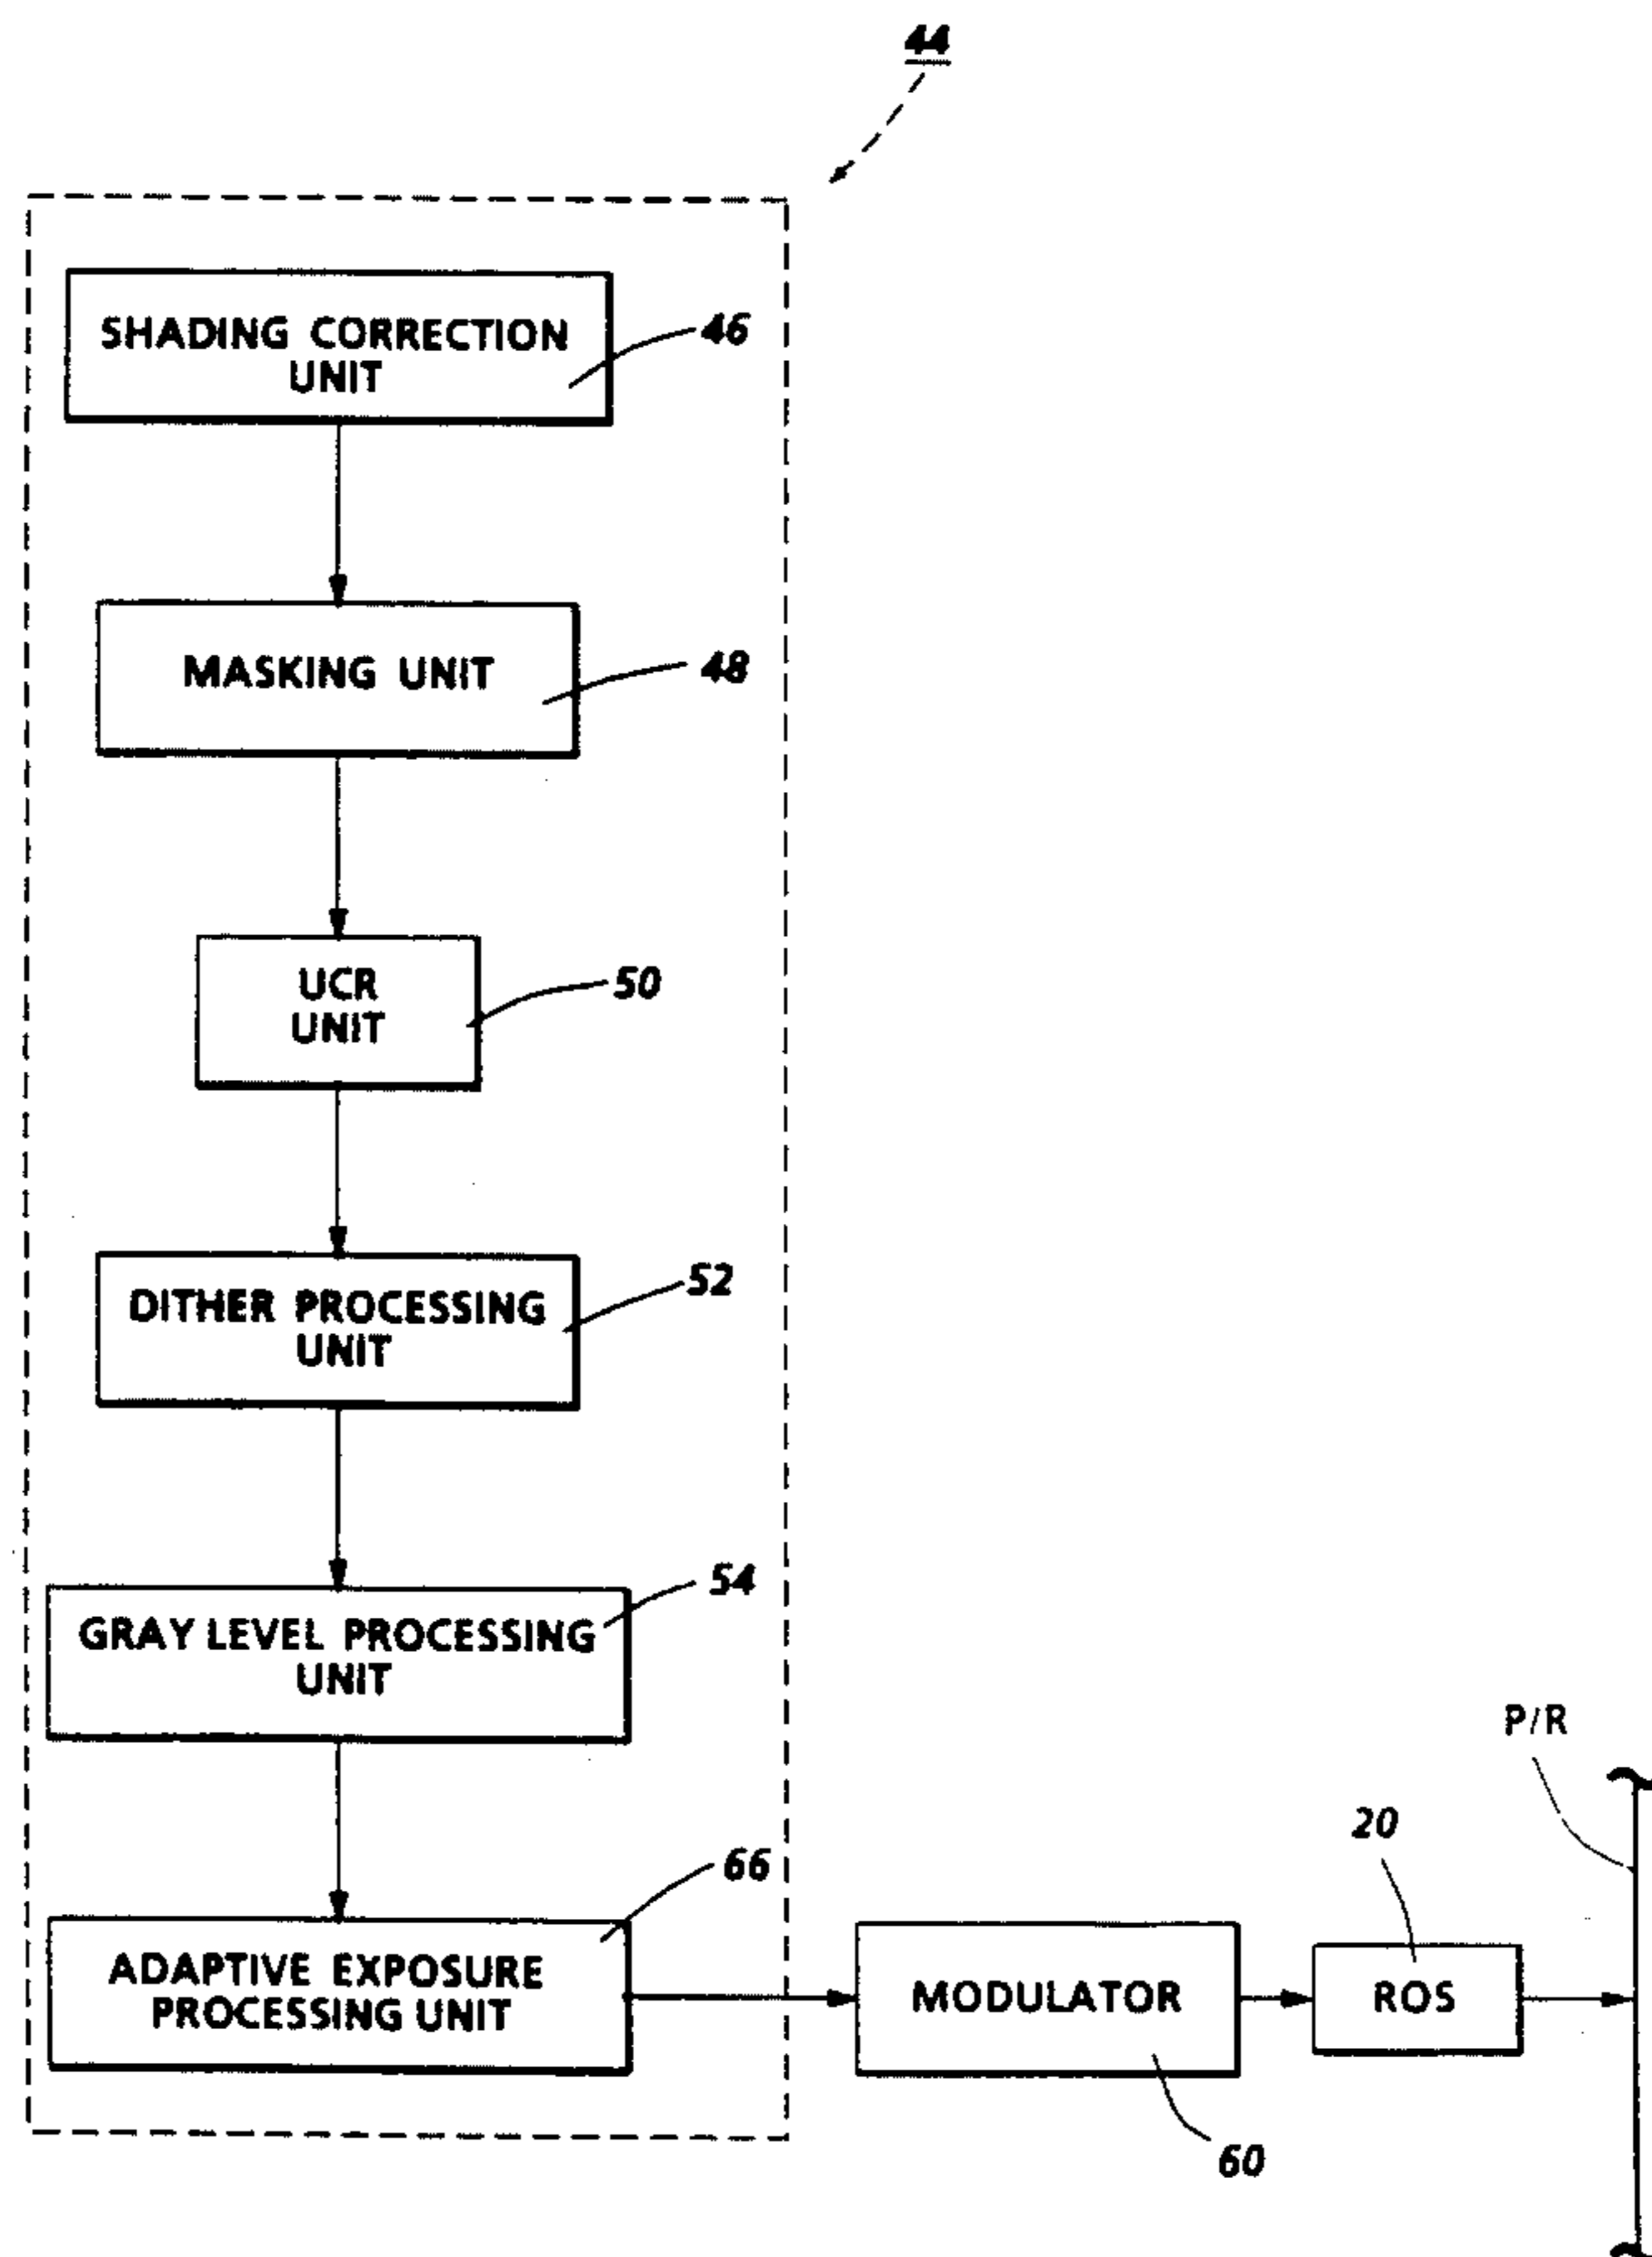 44
SHADING CORRECTION
UNIT
46
MASKING UNIT
48
UCR
UNIT
50
DITHER PROCESSING
UNIT
52
GRAY LEVEL PROCESSING
UNIT
54
P/R
20
66
ADAPTIVE EXPOSURE
PROCESSING UNIT
MODULATOR
ROS
60